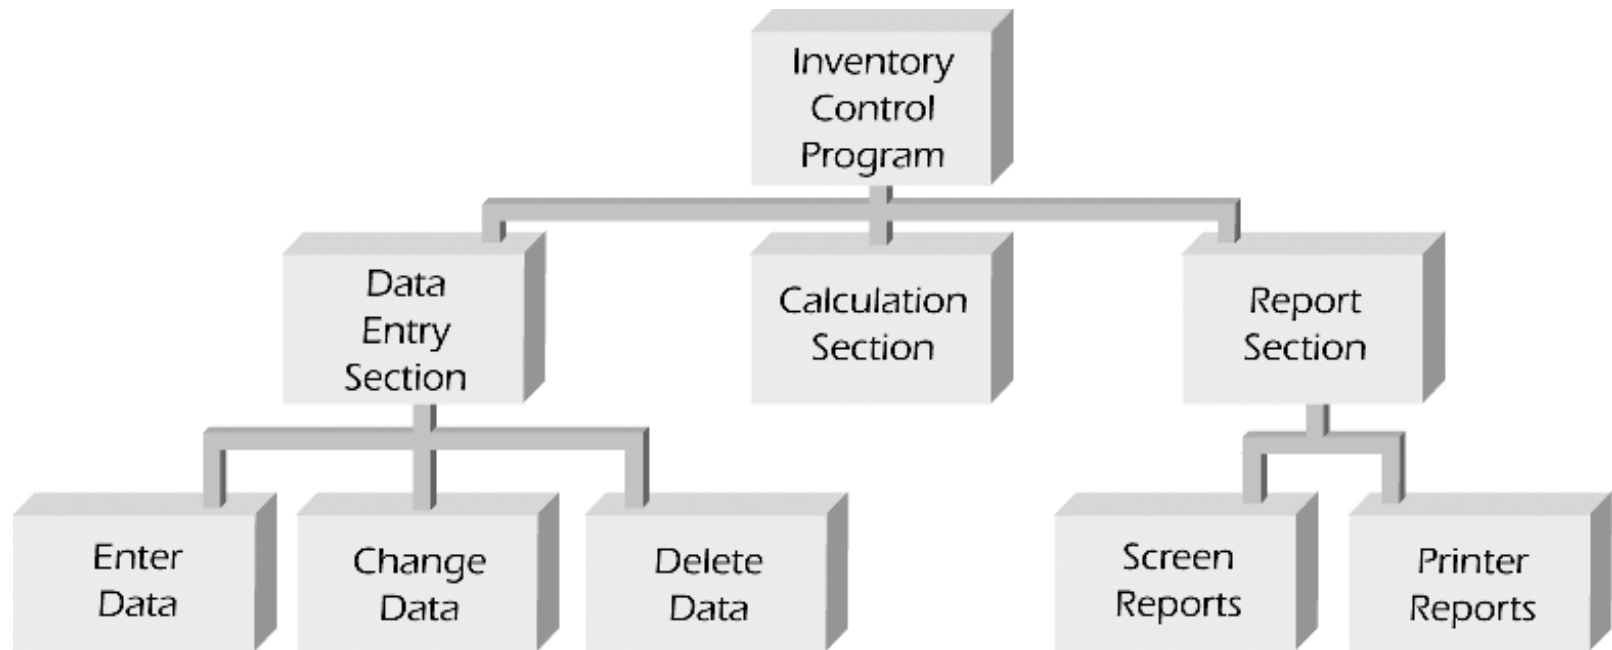 Inventory
Control
Program
Data
Entry
Section
Calculation
Section
Report
Section
Enter
Data
Change
Data
Delete
Data
Screen
Reports
Printer
Reports